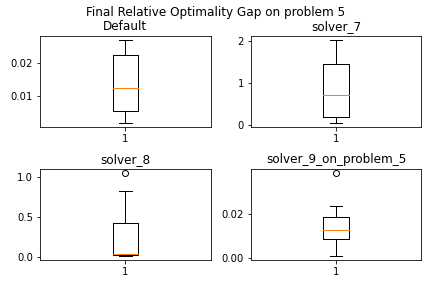 Final Relative Optimality Gap on problem 5
Default
0.02
0.01
1
solver_7
2
1
0
1
solver_8
1.0
0.5
0.0
1
solver_9_on_problem_5
0.02
0.00
1